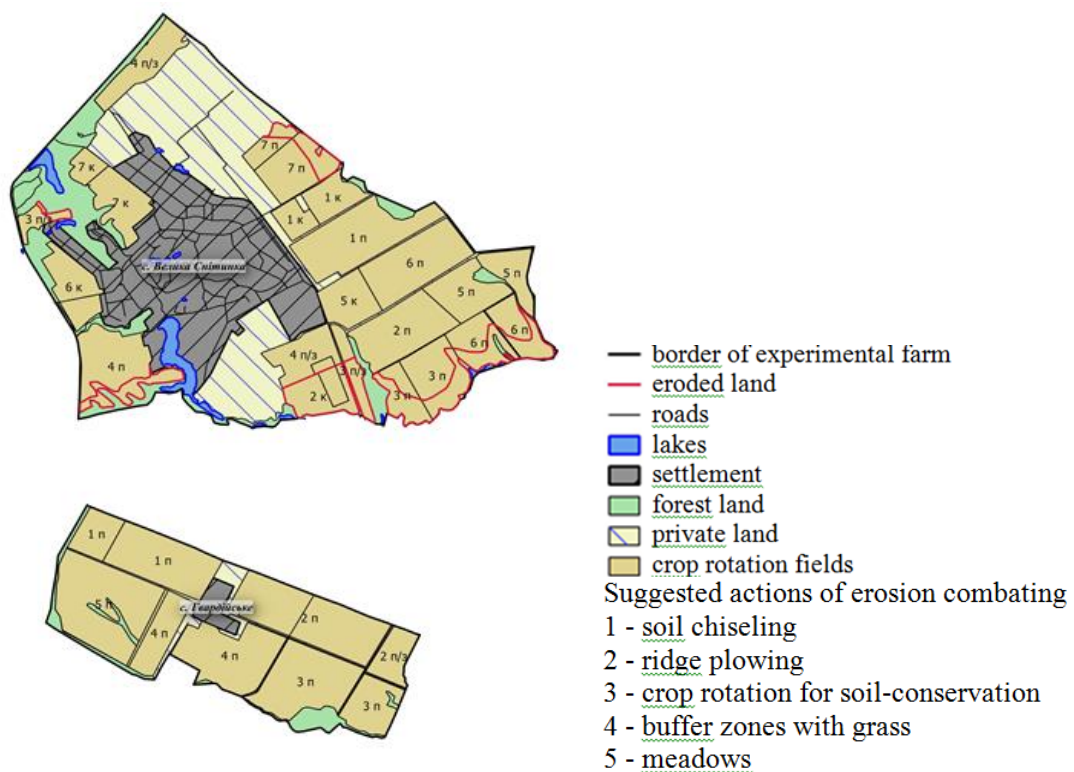 4 п/з
7 п
7 п
7 к
7 к
1 к
1 к
3 п/з
1 п
6 п
5 п
5 п
с. Велика Снітинка
6 к
5 к
2 п
6 п
6 п
4 п
4 п/з
3 п/з
3 п
2 к
3 п
border of experimental farm
eroded land
roads
lakes
settlement
forest land
private land
crop rotation fields
Suggested actions of erosion combating
1 - soil chiseling
2 - ridge plowing
3 - crop rotation for soil-conservation
4 - buffer zones with grass
5 - meadows
1 п
1 п
5 п
с. Гвардійське
2 п
4 п
4 п
2 п/з
3 п
3 п